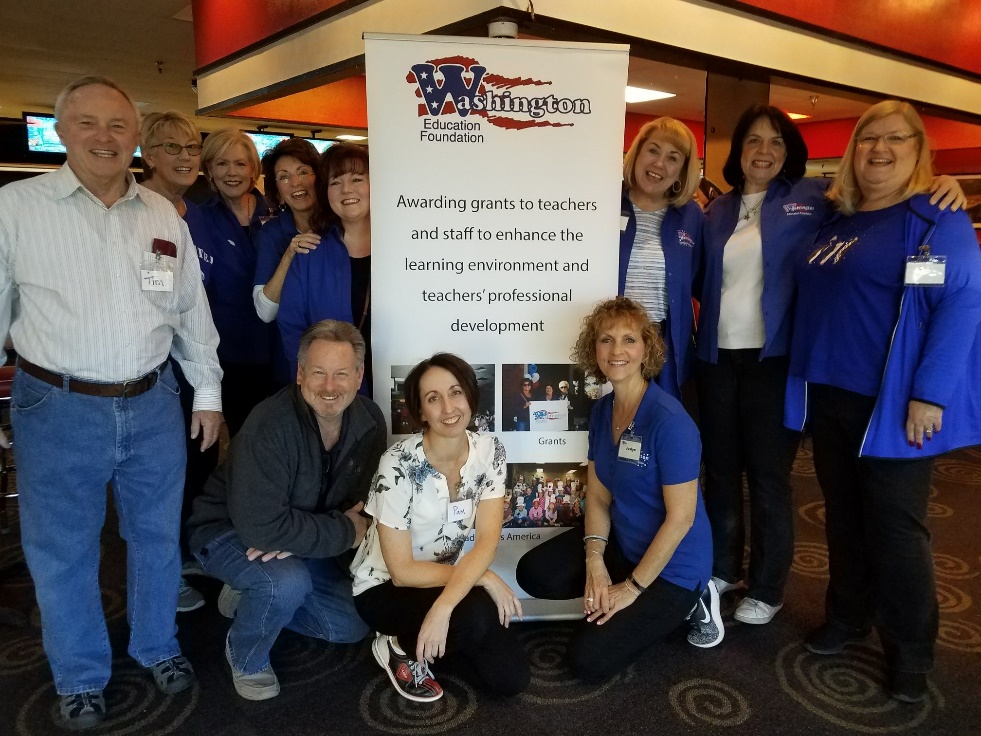 Washington
Education
Foundation
Awarding grants to teachers
and staff to enhance the
learning environment and
teachers' professional
development
Grants
America
Tim
Pam